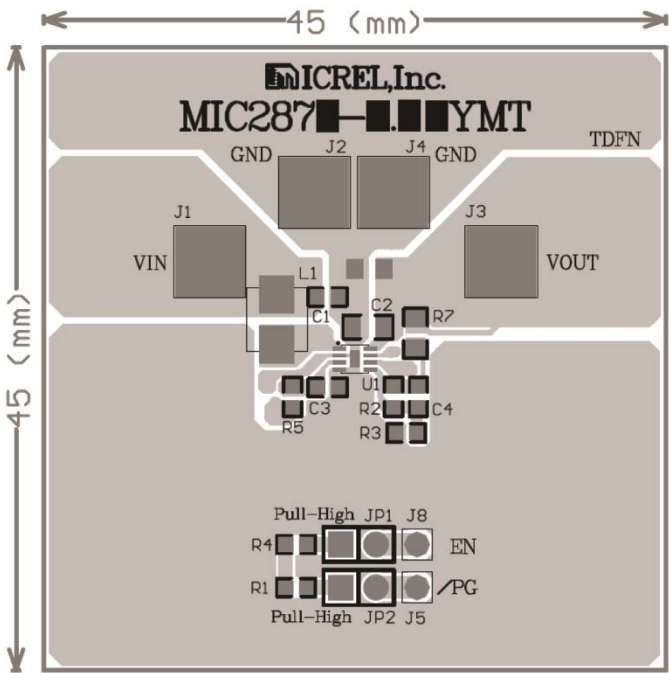 45 (mm)
MICREL,Inc.
MIC287█-█.██YMT
TDFN
GND J2 J4 GND
J1 J3
VIN VOUT
L1
C1 C2 R7
45 (mm)
U1
C3 R2 C4
R5 R3
Pull-High JP1 J8
R4 EN
R1 /PG
Pull-High JP2 J5